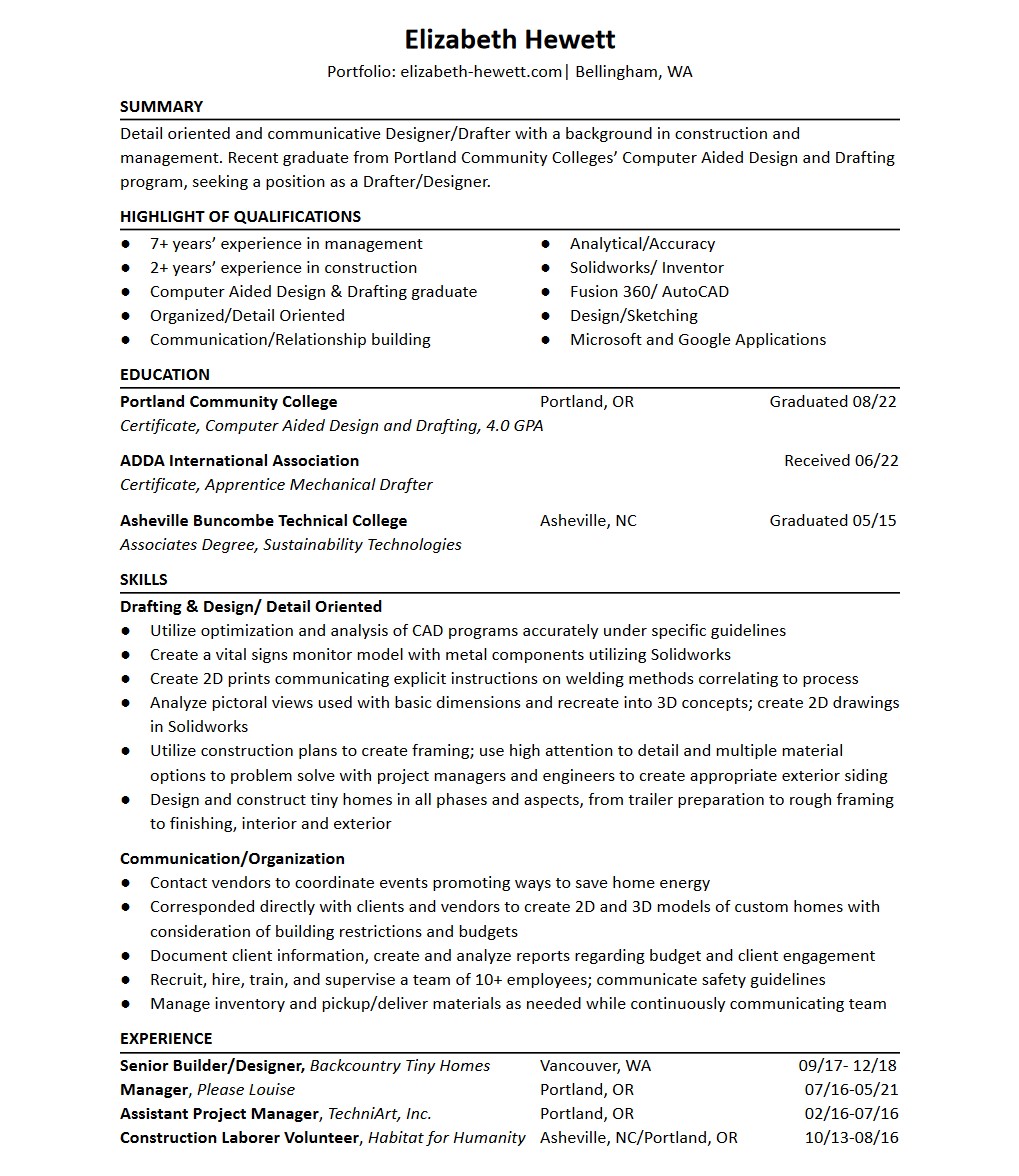 Elizabeth Hewett
Portfolio: elizabeth-hewett.com| Bellingham, WA
SUMMARY
Detail oriented and communicative Designer/Drafter with a background in construction and
management. Recent graduate from Portland Community Colleges’ Computer Aided Design and Drafting
program, seeking a position as a Drafter/Designer.
HIGHLIGHT OF QUALIFICATIONS
● 7+ years’ experience in management
● 2+ years’ experience in construction
● Computer Aided Design & Drafting graduate
● Organized/Detail Oriented
● Communication/Relationship building
● Analytical/Accuracy
● Solidworks/ Inventor
● Fusion 360/ AutoCAD
● Design/Sketching
● Microsoft and Google Applications
EDUCATION
Portland Community College Portland, OR Graduated 08/22
Certificate, Computer Aided Design and Drafting, 4.0 GPA
ADDA International Association Received 06/22
Certificate, Apprentice Mechanical Drafter
Asheville Buncombe Technical College Asheville, NC Graduated 05/15
Associates Degree, Sustainability Technologies
SKILLS
Drafting & Design/ Detail Oriented
● Utilize optimization and analysis of CAD programs accurately under specific guidelines
● Create a vital signs monitor model with metal components utilizing Solidworks
● Create 2D prints communicating explicit instructions on welding methods correlating to process
● Analyze pictoral views used with basic dimensions and recreate into 3D concepts; create 2D drawings
in Solidworks
● Utilize construction plans to create framing; use high attention to detail and multiple material
options to problem solve with project managers and engineers to create appropriate exterior siding
● Design and construct tiny homes in all phases and aspects, from trailer preparation to rough framing
to finishing, interior and exterior
Communication/Organization
● Contact vendors to coordinate events promoting ways to save home energy
● Corresponded directly with clients and vendors to create 2D and 3D models of custom homes with
consideration of building restrictions and budgets
● Document client information, create and analyze reports regarding budget and client engagement
● Recruit, hire, train, and supervise a team of 10+ employees; communicate safety guidelines
● Manage inventory and pickup/deliver materials as needed while continuously communicating team
EXPERIENCE
Senior Builder/Designer, Backcountry Tiny Homes Vancouver, WA 09/17- 12/18
Manager, Please Louise Portland, OR 07/16-05/21
Assistant Project Manager, TechniArt, Inc. Portland, OR 02/16-07/16
Construction Laborer Volunteer, Habitat for Humanity Asheville, NC/Portland, OR 10/13-08/16